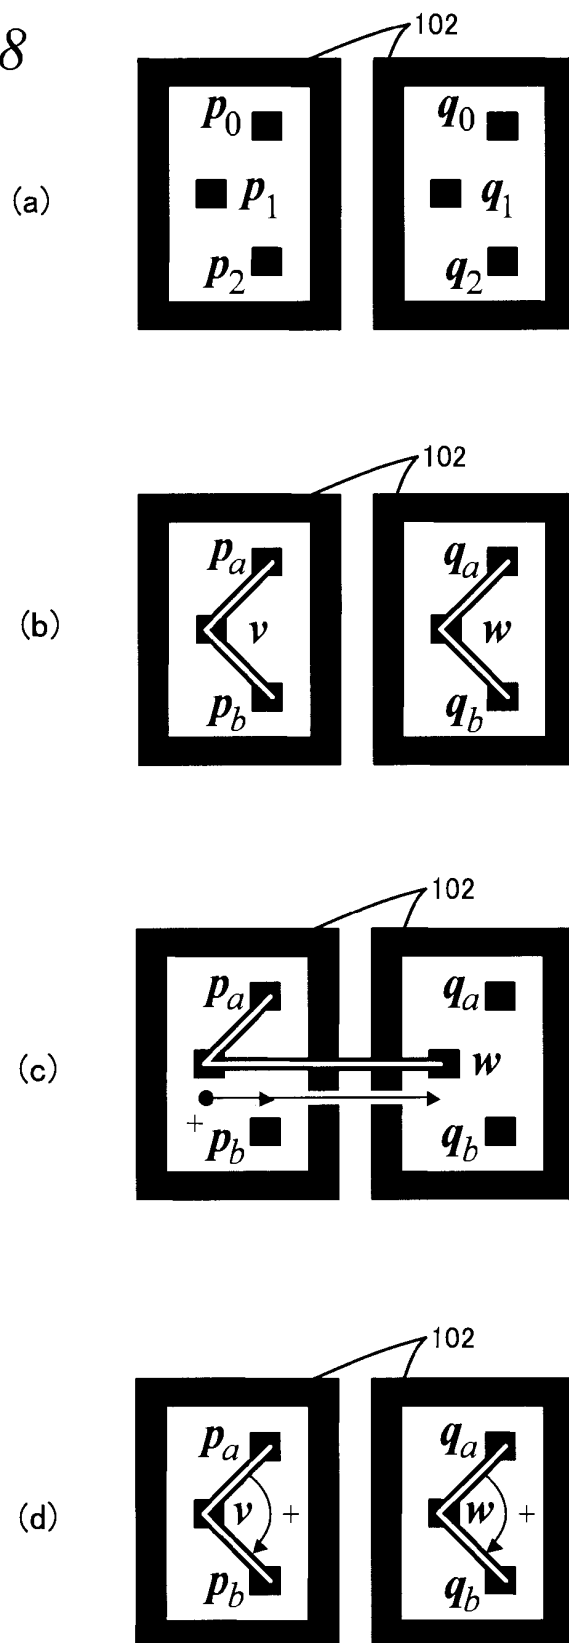 8
102
(a)
p0 q0
p1 q1
p2 q2
102
(b)
pa qa
v w
pb qb
102
(c)
pa qa
w
+ pb qb
102
(d)
pa qa
v + w +
pb qb